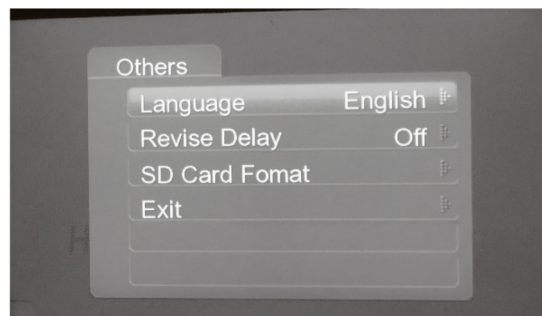 Others
Language English
Revise Delay Off
SD Card Fomat
Exit